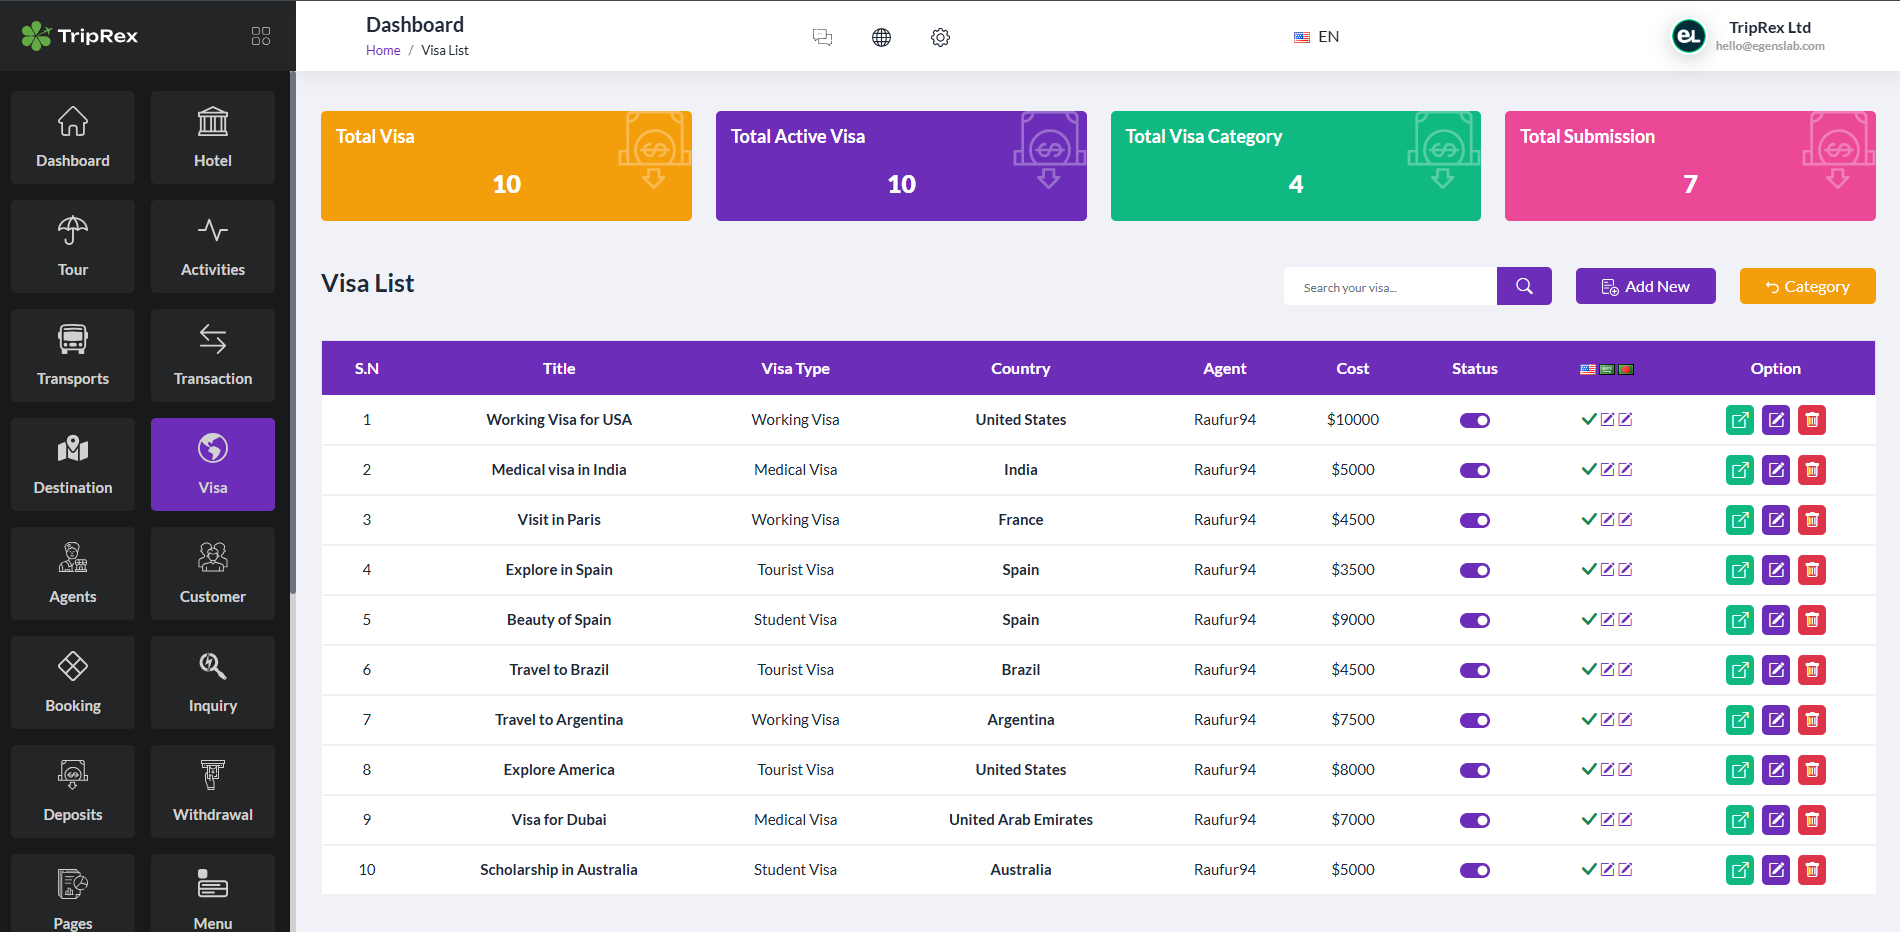 TripRex
Dashboard
Home / Visa List
EN
eL
TripRex Ltd
hello@egenslab.com
Dashboard
Hotel
Tour
Activities
Transports
Transaction
Destination
Visa
Agents
Customer
Booking
Inquiry
Deposits
Withdrawal
Pages
Menu
Total Visa
10
Total Active Visa
10
Total Visa Category
4
Total Submission
7
Visa List
Search your visa...
Add New
Category
S.N Title Visa Type Country Agent Cost Status Option
1 Working Visa for USA Working Visa United States Raufur94 $10000
2 Medical visa in India Medical Visa India Raufur94 $5000
3 Visit in Paris Working Visa France Raufur94 $4500
4 Explore in Spain Tourist Visa Spain Raufur94 $3500
5 Beauty of Spain Student Visa Spain Raufur94 $9000
6 Travel to Brazil Tourist Visa Brazil Raufur94 $4500
7 Travel to Argentina Working Visa Argentina Raufur94 $7500
8 Explore America Tourist Visa United States Raufur94 $8000
9 Visa for Dubai Medical Visa United Arab Emirates Raufur94 $7000
10 Scholarship in Australia Student Visa Australia Raufur94 $5000